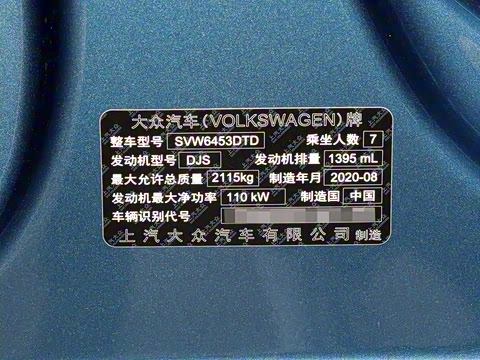 大众汽车(VOLKSWAGEN)牌
整车型号 SVW6453DTD 乘坐人数 7
发动机型号 DJS 发动机排量 1395 mL
最大允许总质量 2115kg 制造年月 2020-08
发动机最大净功率 110 kW 制造国 中国
车辆识别代号
上汽大众汽车有限公司 制造